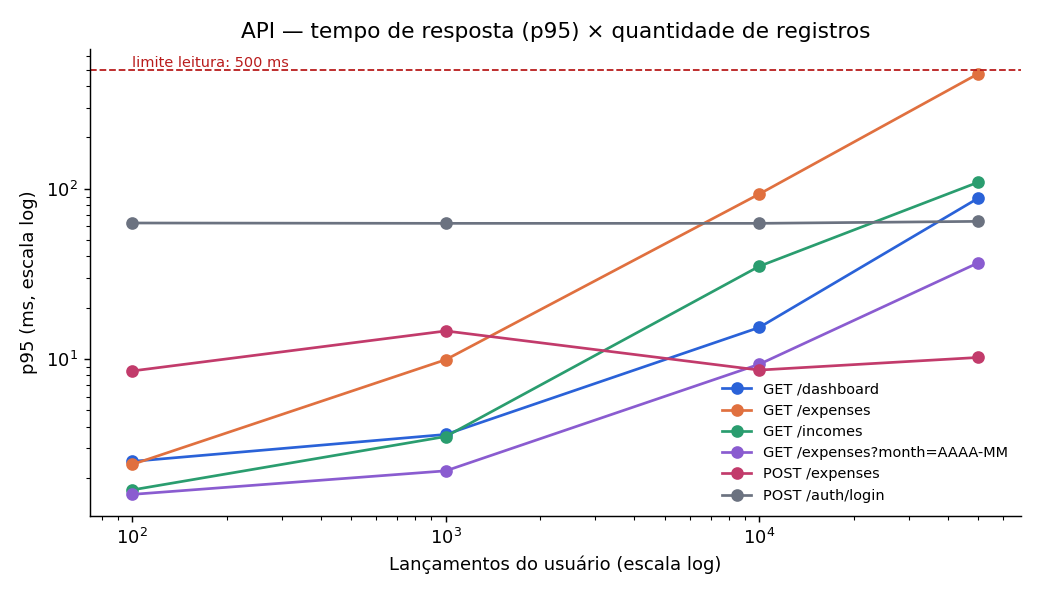 API — tempo de resposta (p95) × quantidade de registros
limite leitura: 500 ms
p95 (ms, escala log)
10²
10¹
GET /dashboard
GET /expenses
GET /incomes
GET /expenses?month=AAAA-MM
POST /expenses
POST /auth/login
10² 10³ 10⁴
Lançamentos do usuário (escala log)